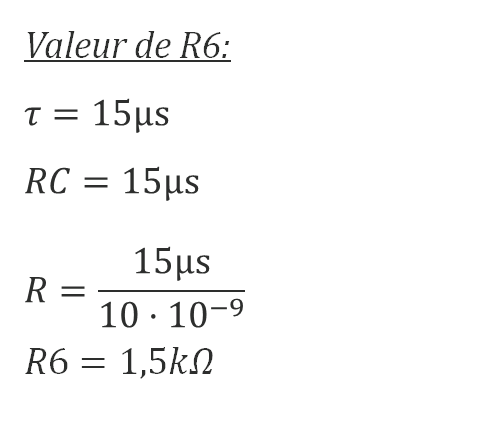 Valeur de R6:
τ = 15μs
RC = 15μs
R = 15μs / 10 · 10⁻⁹
R6 = 1,5kΩ